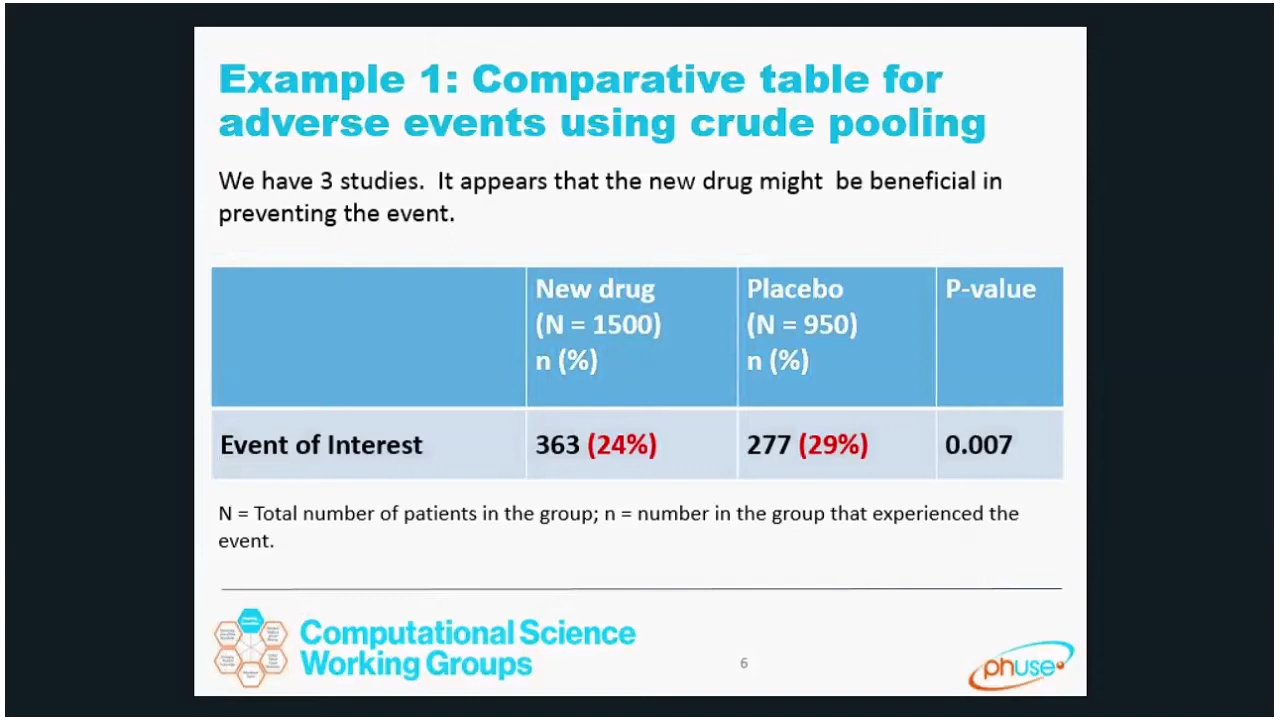 Example 1: Comparative table for
adverse events using crude pooling
We have 3 studies.  It appears that the new drug might  be beneficial in
preventing the event.
New drug
(N = 1500)
n (%)
Placebo
(N = 950)
n (%)
P-value
Event of Interest
363 (24%)
277 (29%)
0.007
N = Total number of patients in the group; n = number in the group that experienced the
event.
Computational Science
Working Groups
6
phuse